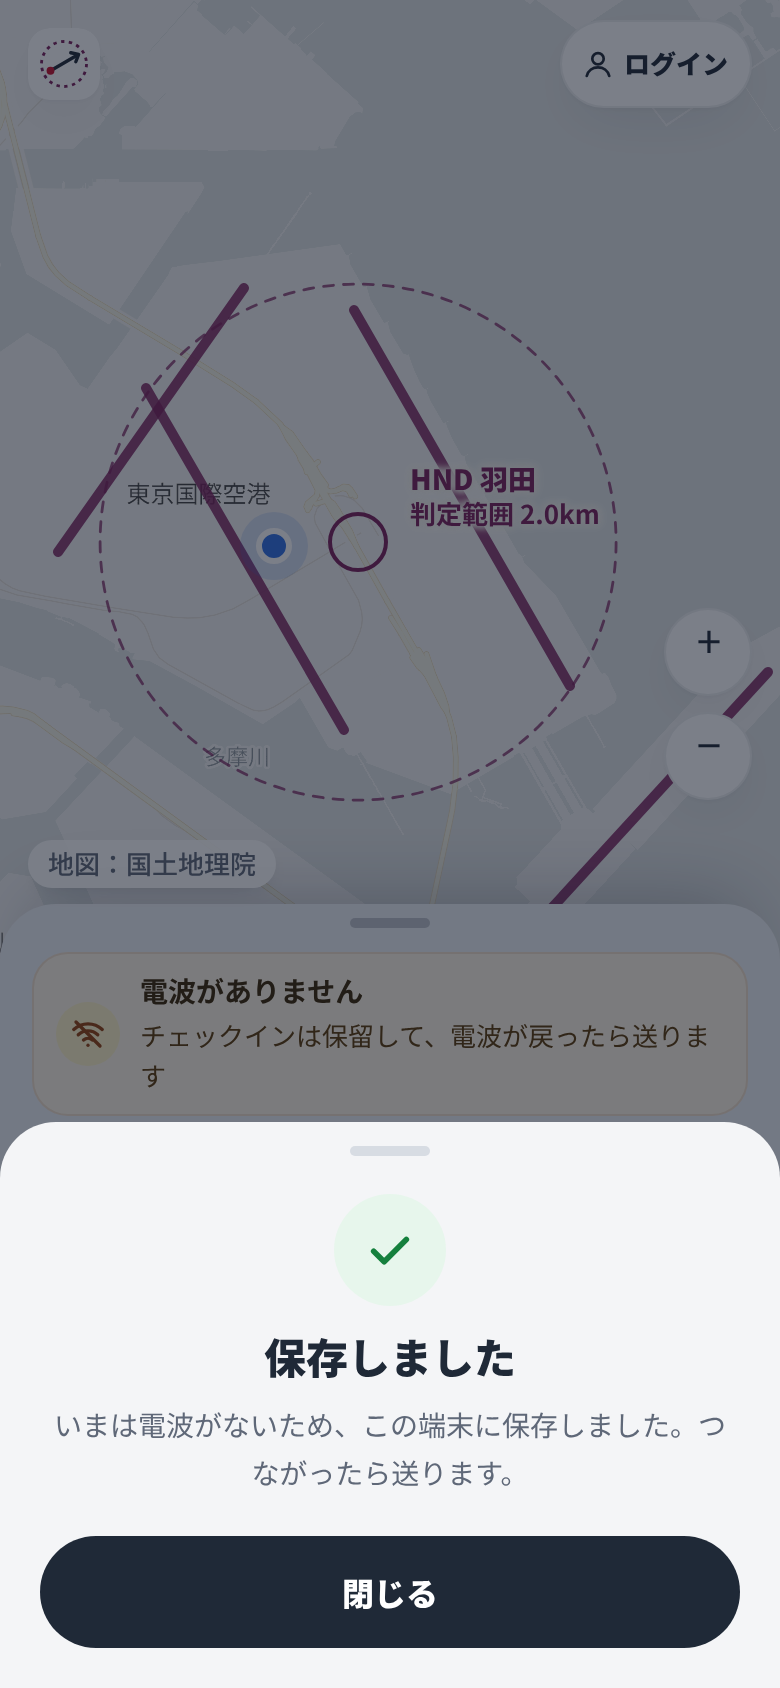 ログイン
東京国際空港
HND 羽田
判定範囲 2.0km
+
−
多摩川
地図：国土地理院
電波がありません
チェックインは保留して、電波が戻ったら送りま
す
保存しました
いまは電波がないため、この端末に保存しました。つ
ながったら送ります。
閉じる